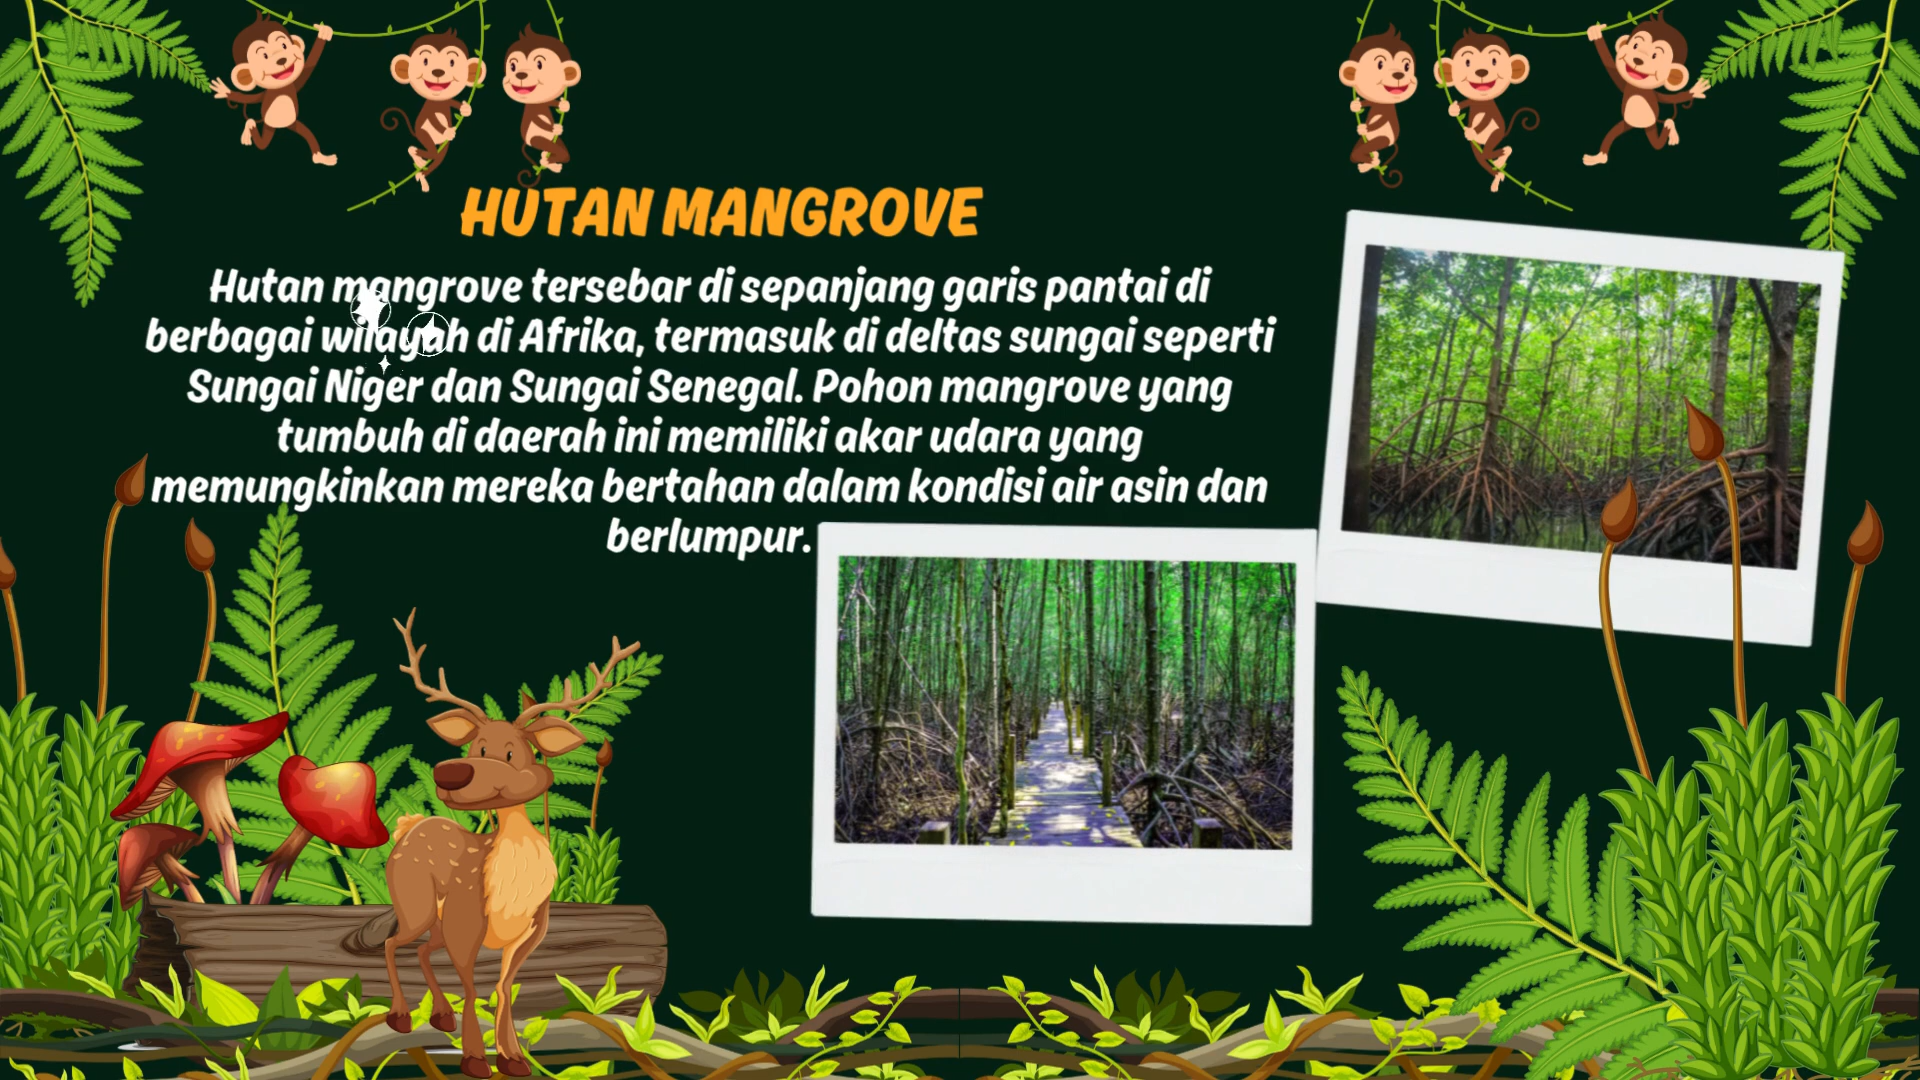 HUTAN MANGROVE
Hutan mangrove tersebar di sepanjang garis pantai di
berbagai wilayah di Afrika, termasuk di deltas sungai seperti
Sungai Niger dan Sungai Senegal. Pohon mangrove yang
tumbuh di daerah ini memiliki akar udara yang
memungkinkan mereka bertahan dalam kondisi air asin dan
berlumpur.